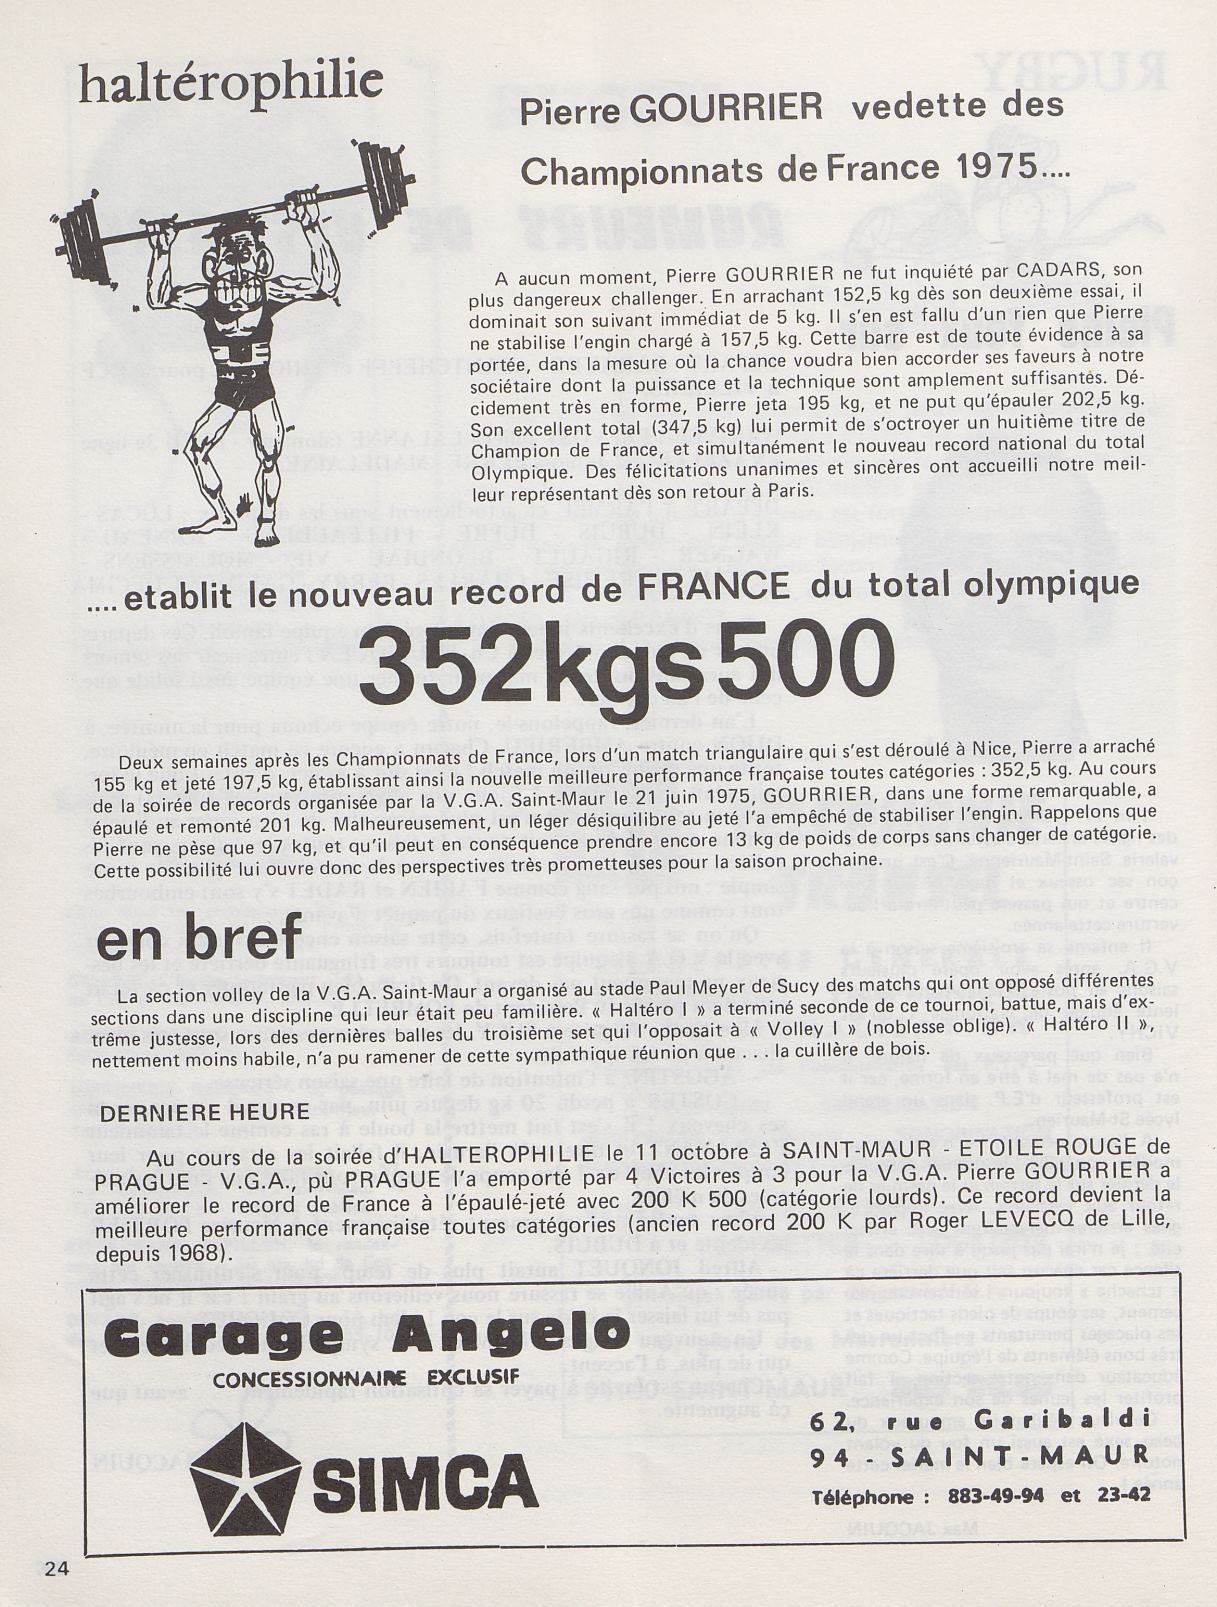 haltérophilie
Pierre GOURRIER vedette des
Championnats de France 1975....
A aucun moment, Pierre GOURRIER ne fut inquiété par CADARS, son
plus dangereux challenger. En arrachant 152,5 kg dès son deuxième essai, il
dominait son suivant immédiat de 5 kg. Il s'en est fallu d'un rien que Pierre
ne stabilise l'engin chargé à 157,5 kg. Cette barre est de toute évidence à sa
portée, dans la mesure où la chance voudra bien accorder ses faveurs à notre
sociétaire dont la puissance et la technique sont amplement suffisantes. Dé-
cidement très en forme, Pierre jeta 195 kg, et ne put qu'épauler 202,5 kg.
Son excellent total (347,5 kg) lui permit de s'octroyer un huitième titre de
Champion de France, et simultanément le nouveau record national du total
Olympique. Des félicitations unanimes et sincères ont accueilli notre meil-
leur représentant dès son retour à Paris.
.... etablit le nouveau record de FRANCE du total olympique
352kgs500
Deux semaines après les Championnats de France, lors d'un match triangulaire qui s'est déroulé à Nice, Pierre a arraché
155 kg et jeté 197,5 kg, établissant ainsi la nouvelle meilleure performance française toutes catégories : 352,5 kg. Au cours
de la soirée de records organisée par la V.G.A. Saint-Maur le 21 juin 1975, GOURRIER, dans une forme remarquable, a
épaulé et remonté 201 kg. Malheureusement, un léger désiquilibre au jeté l'a empêché de stabiliser l'engin. Rappelons que
Pierre ne pèse que 97 kg, et qu'il peut en conséquence prendre encore 13 kg de poids de corps sans changer de catégorie.
Cette possibilité lui ouvre donc des perspectives très prometteuses pour la saison prochaine.
en bref
La section volley de la V.G.A. Saint-Maur a organisé au stade Paul Meyer de Sucy des matchs qui ont opposé différentes
sections dans une discipline qui leur était peu familière. « Haltéro I » a terminé seconde de ce tournoi, battue, mais d'ex-
trême justesse, lors des dernières balles du troisième set qui l'opposait à « Volley I » (noblesse oblige). « Haltéro II »,
nettement moins habile, n'a pu ramener de cette sympathique réunion que . . . la cuillère de bois.
DERNIERE HEURE
Au cours de la soirée d'HALTEROPHILIE le 11 octobre à SAINT-MAUR - ETOILE ROUGE de
PRAGUE - V.G.A., pù PRAGUE l'a emporté par 4 Victoires à 3 pour la V.G.A. Pierre GOURRIER a
améliorer le record de France à l'épaulé-jeté avec 200 K 500 (catégorie lourds). Ce record devient la
meilleure performance française toutes catégories (ancien record 200 K par Roger LEVECQ de Lille,
depuis 1968).
Garage Angelo
CONCESSIONNAIRE EXCLUSIF
SIMCA
62, rue Garibaldi
94 - SAINT-MAUR
Téléphone : 883-49-94 et 23-42
24